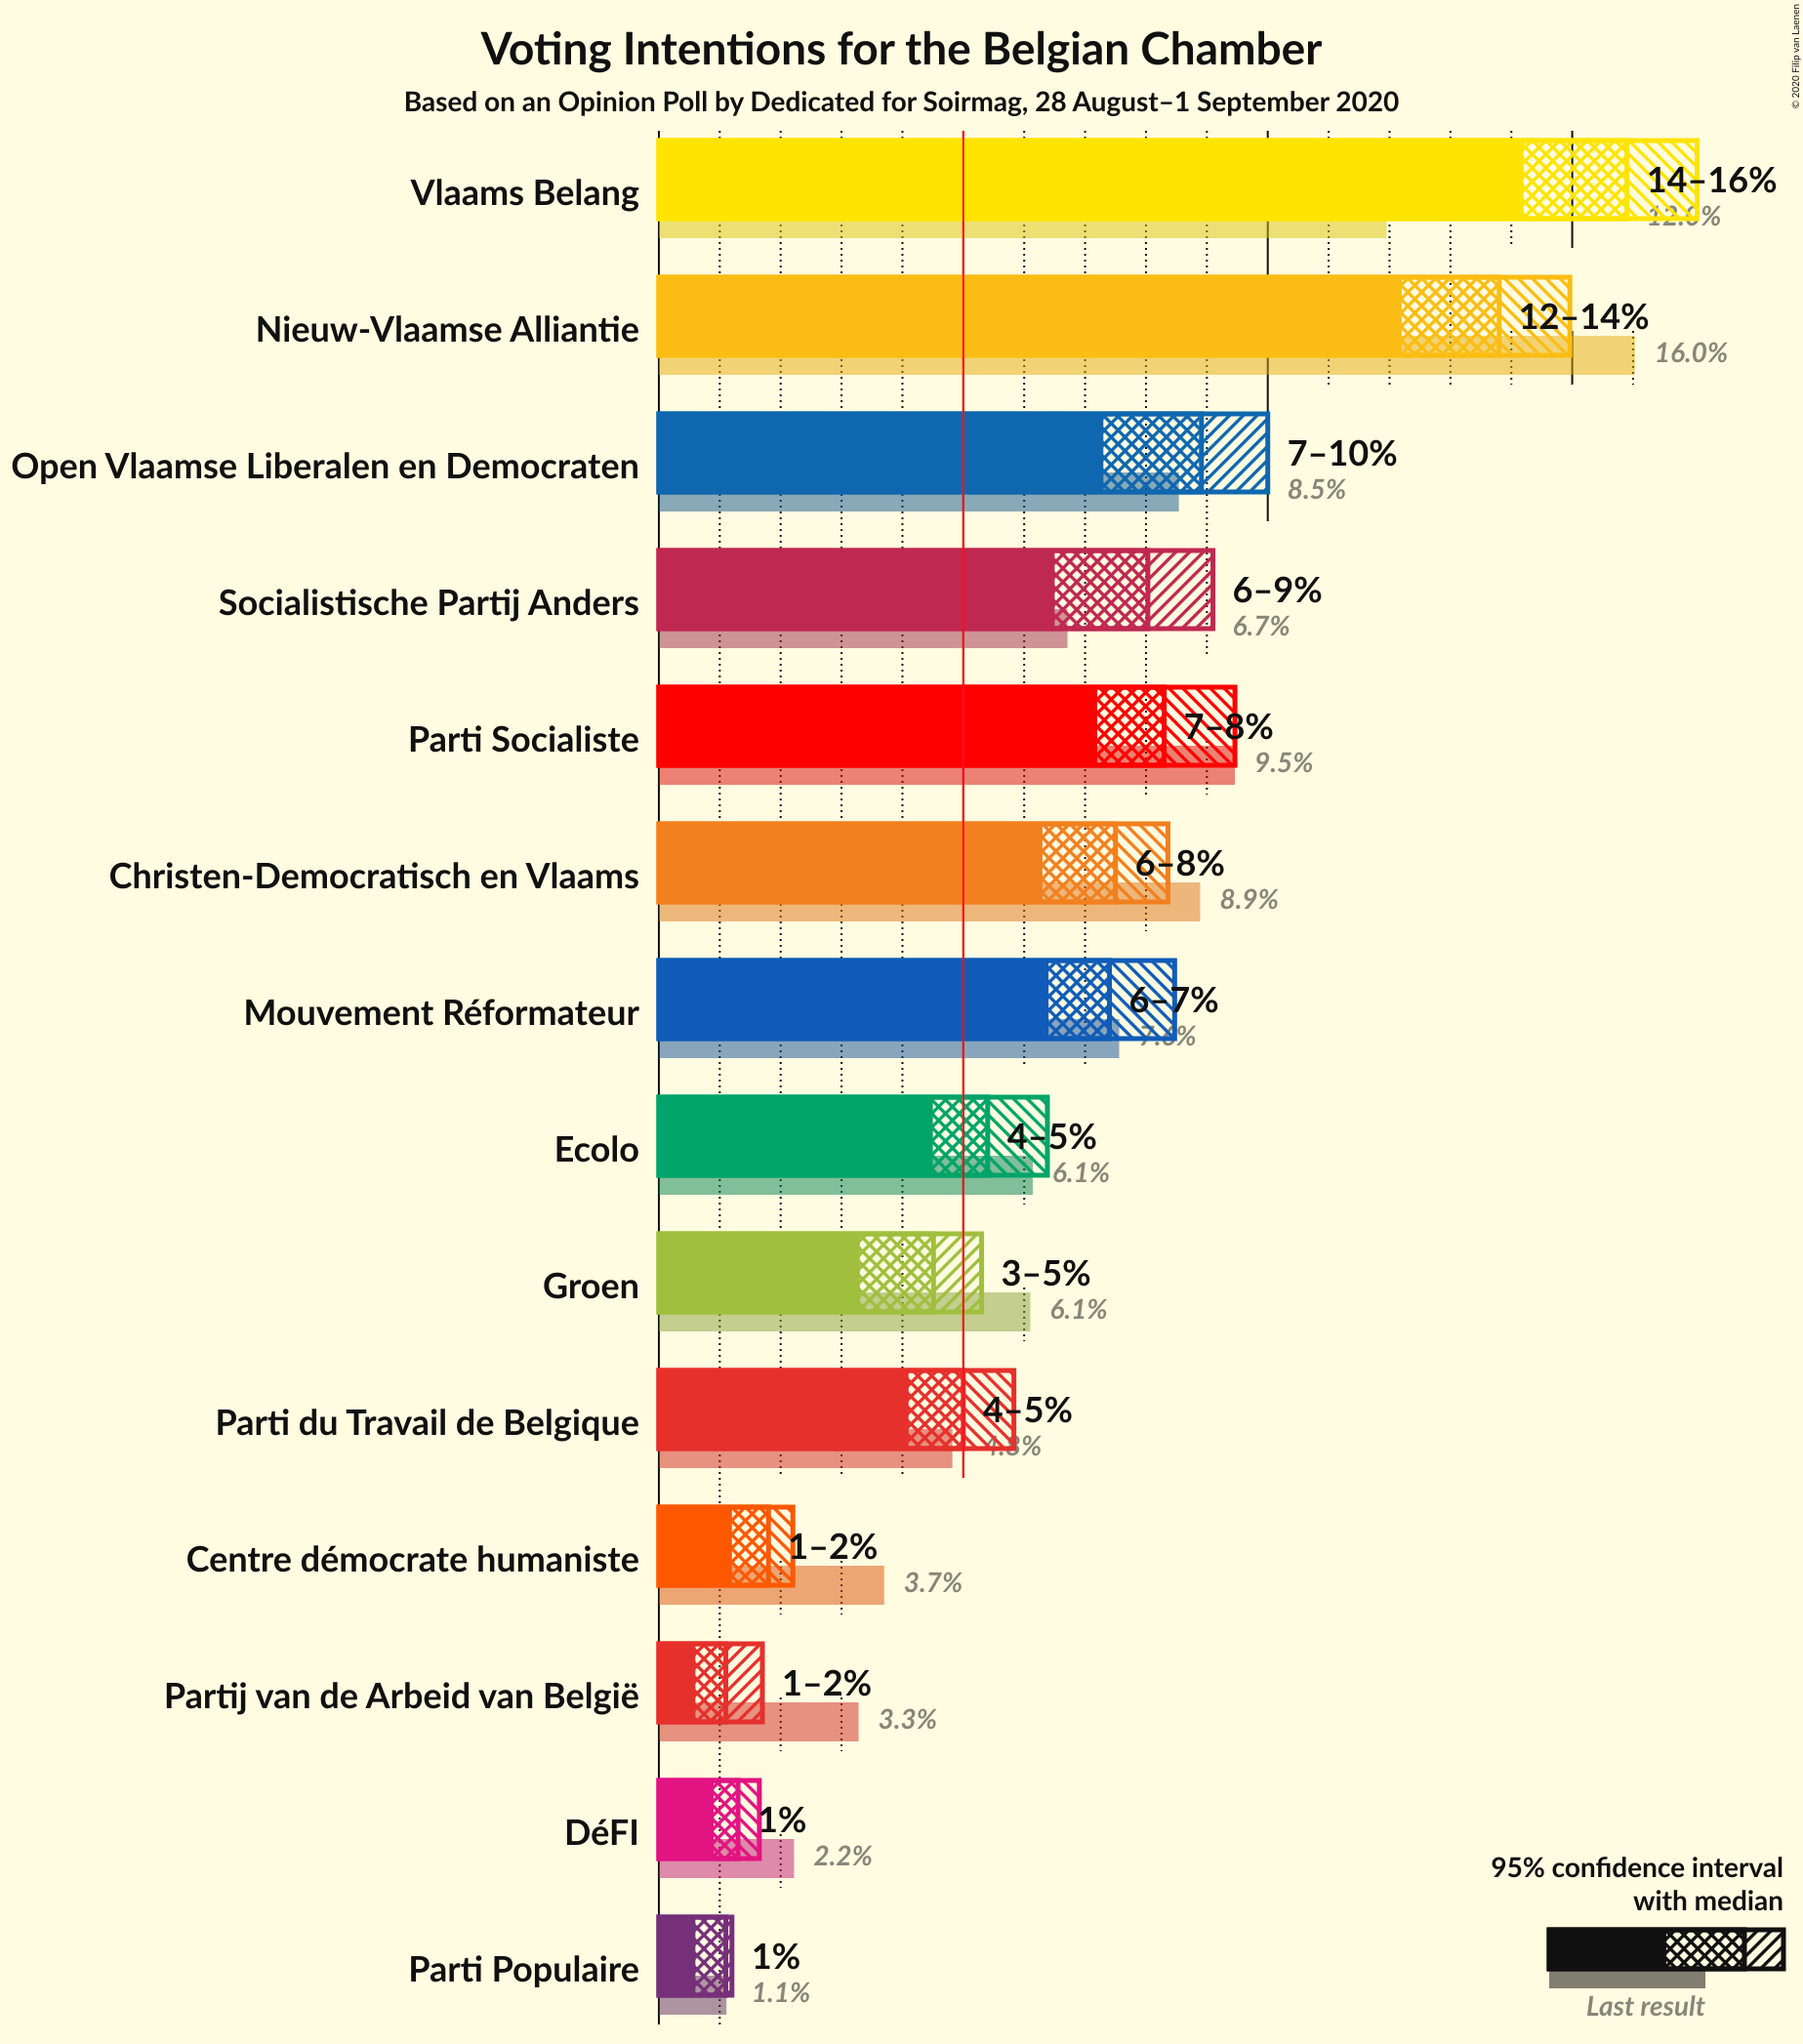 Voting Intentions for the Belgian Chamber
Based on an Opinion Poll by Dedicated for Soirmag, 28 August–1 September 2020
© 2020 Filip van Laenen
Vlaams Belang
14–16%
12.0%
Nieuw-Vlaamse Alliantie
12–14%
16.0%
Open Vlaamse Liberalen en Democraten
7–10%
8.5%
Socialistische Partij Anders
6–9%
6.7%
Parti Socialiste
7–8%
9.5%
Christen-Democratisch en Vlaams
6–8%
8.9%
Mouvement Réformateur
6–7%
7.6%
Ecolo
4–5%
6.1%
Groen
3–5%
6.1%
Parti du Travail de Belgique
4–5%
4.8%
Centre démocrate humaniste
1–2%
3.7%
Partij van de Arbeid van België
1–2%
3.3%
DéFI
1%
2.2%
Parti Populaire
1%
1.1%
95% confidence interval
with median
Last result